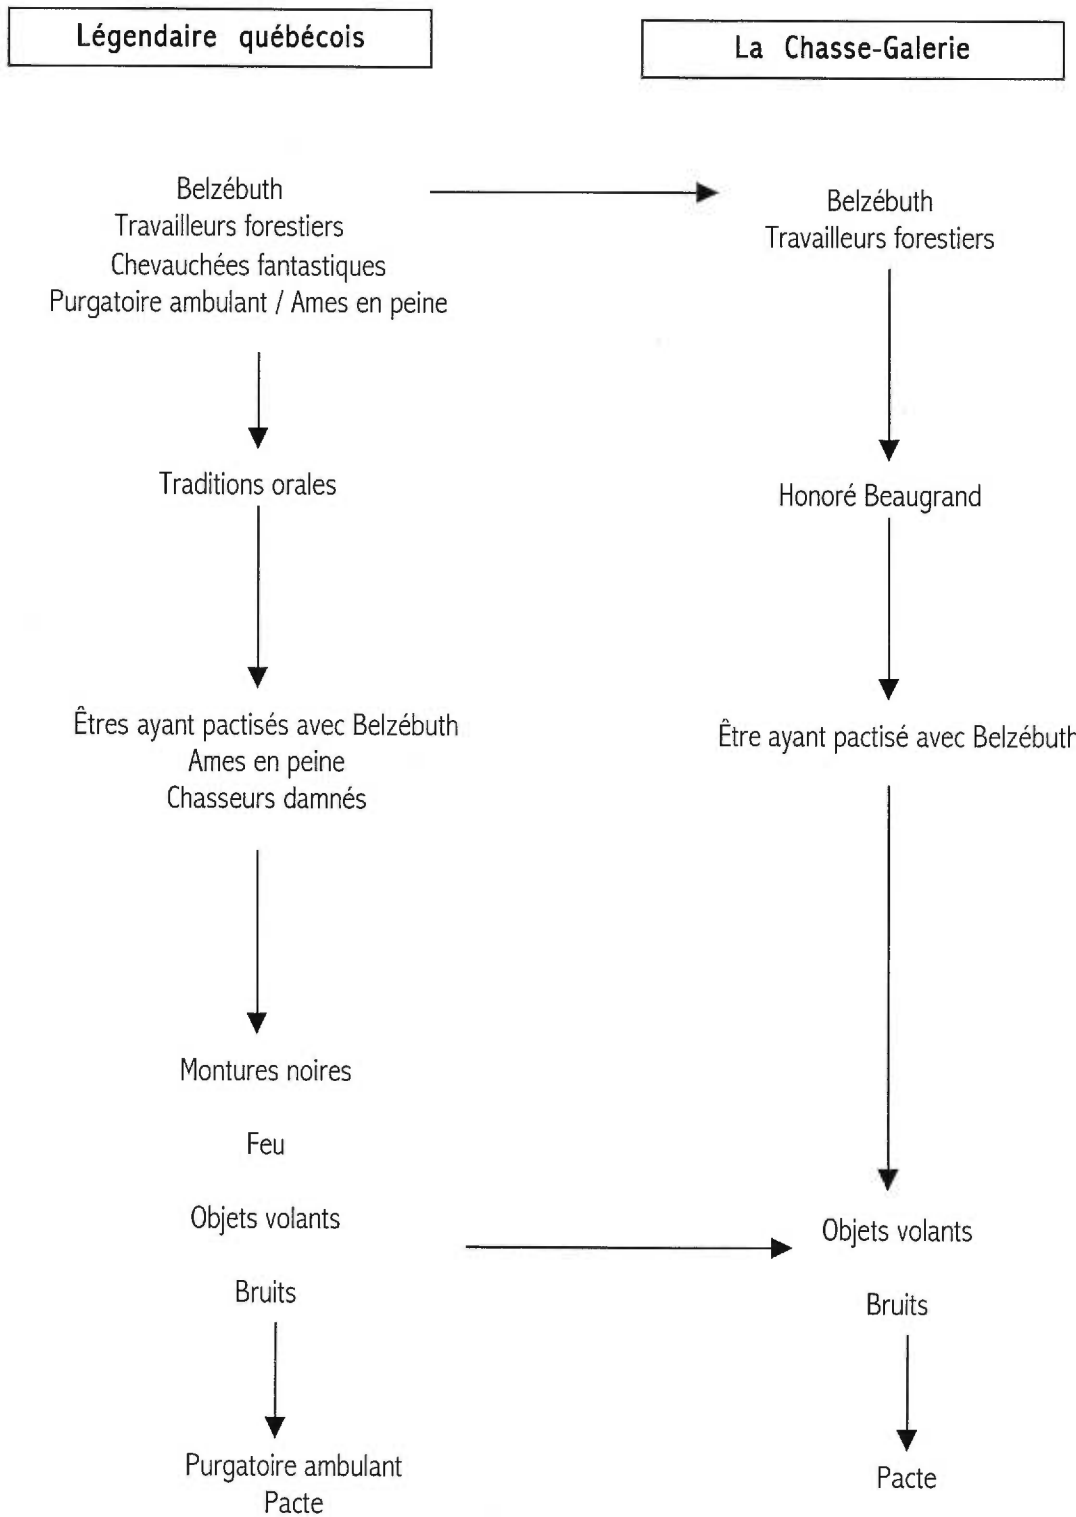 Légendaire québécois
Belzébuth
Travailleurs forestiers
Chevauchées fantastiques
Purgatoire ambulant / Ames en peine
Traditions orales
Êtres ayant pactisés avec Belzébuth
Ames en peine
Chasseurs damnés
Montures noires
Feu
Objets volants
Bruits
Purgatoire ambulant
Pacte
La Chasse-Galerie
Belzébuth
Travailleurs forestiers
Honoré Beaugrand
Être ayant pactisé avec Belzébuth
Objets volants
Bruits
Pacte